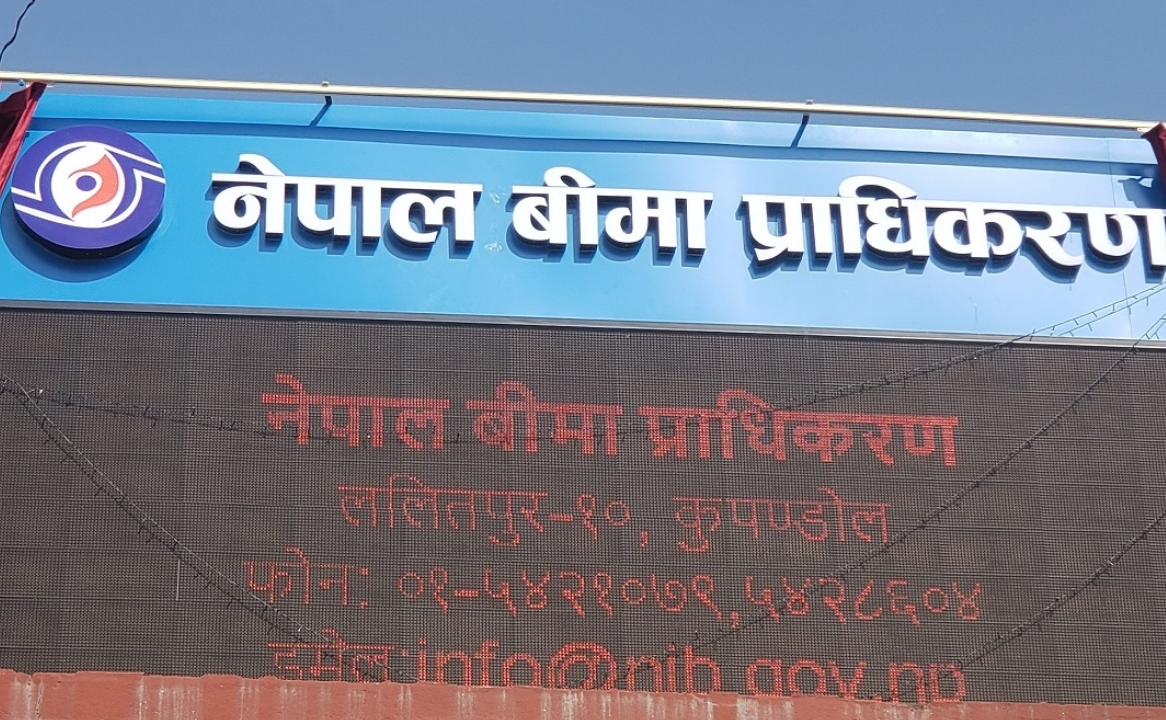 नेपाल बीमा प्राधिकरण
नेपाल बीमा प्राधिकरण
ललितपुर-१०, कुपण्डोल
फोन: ०१-५४२१०७९,५४२८६०४
इमेल:info@nib.gov.np